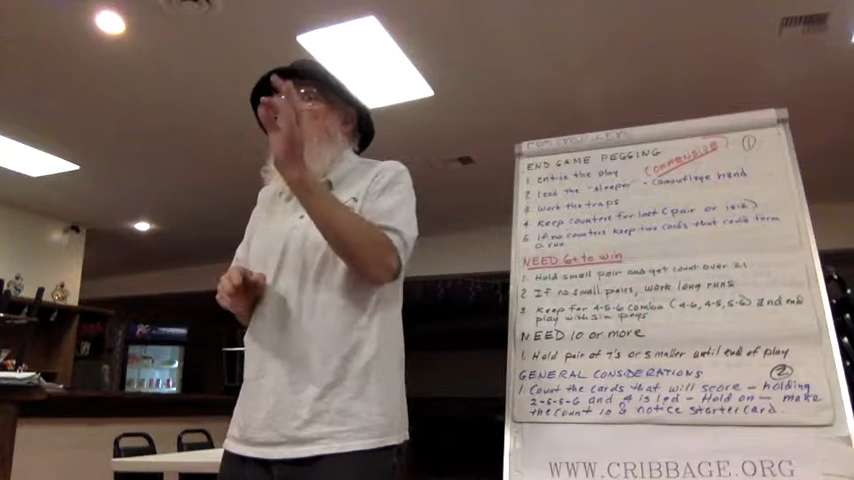 END GAME PEGGING
(OFFENSIVE)
1
1 entice the play
2 Lead the "sleeper" - camouflage hand
3 Work the traps
4 Keep counters for last 6 (pair or
5 if no counters keep two cards that could form
a run
NEED 6+ to win
1 Hold small pair and get count over 21
2 If no small pairs, work long runs
3 Keep for 4-5-6 combo (4-6, 4-5, 5-6) and end
play with six pegs
NEED 10 or more
1. Hold pair of 7's or smaller until end of play
GENERAL CONSIDERATIONS
2
1 Count the cards that will score - holding
2-5-5-6 and 4 is led - Hold on - make
the count 10 & notice starter card.
WWW.CRIBBAGE.ORG
pepsi